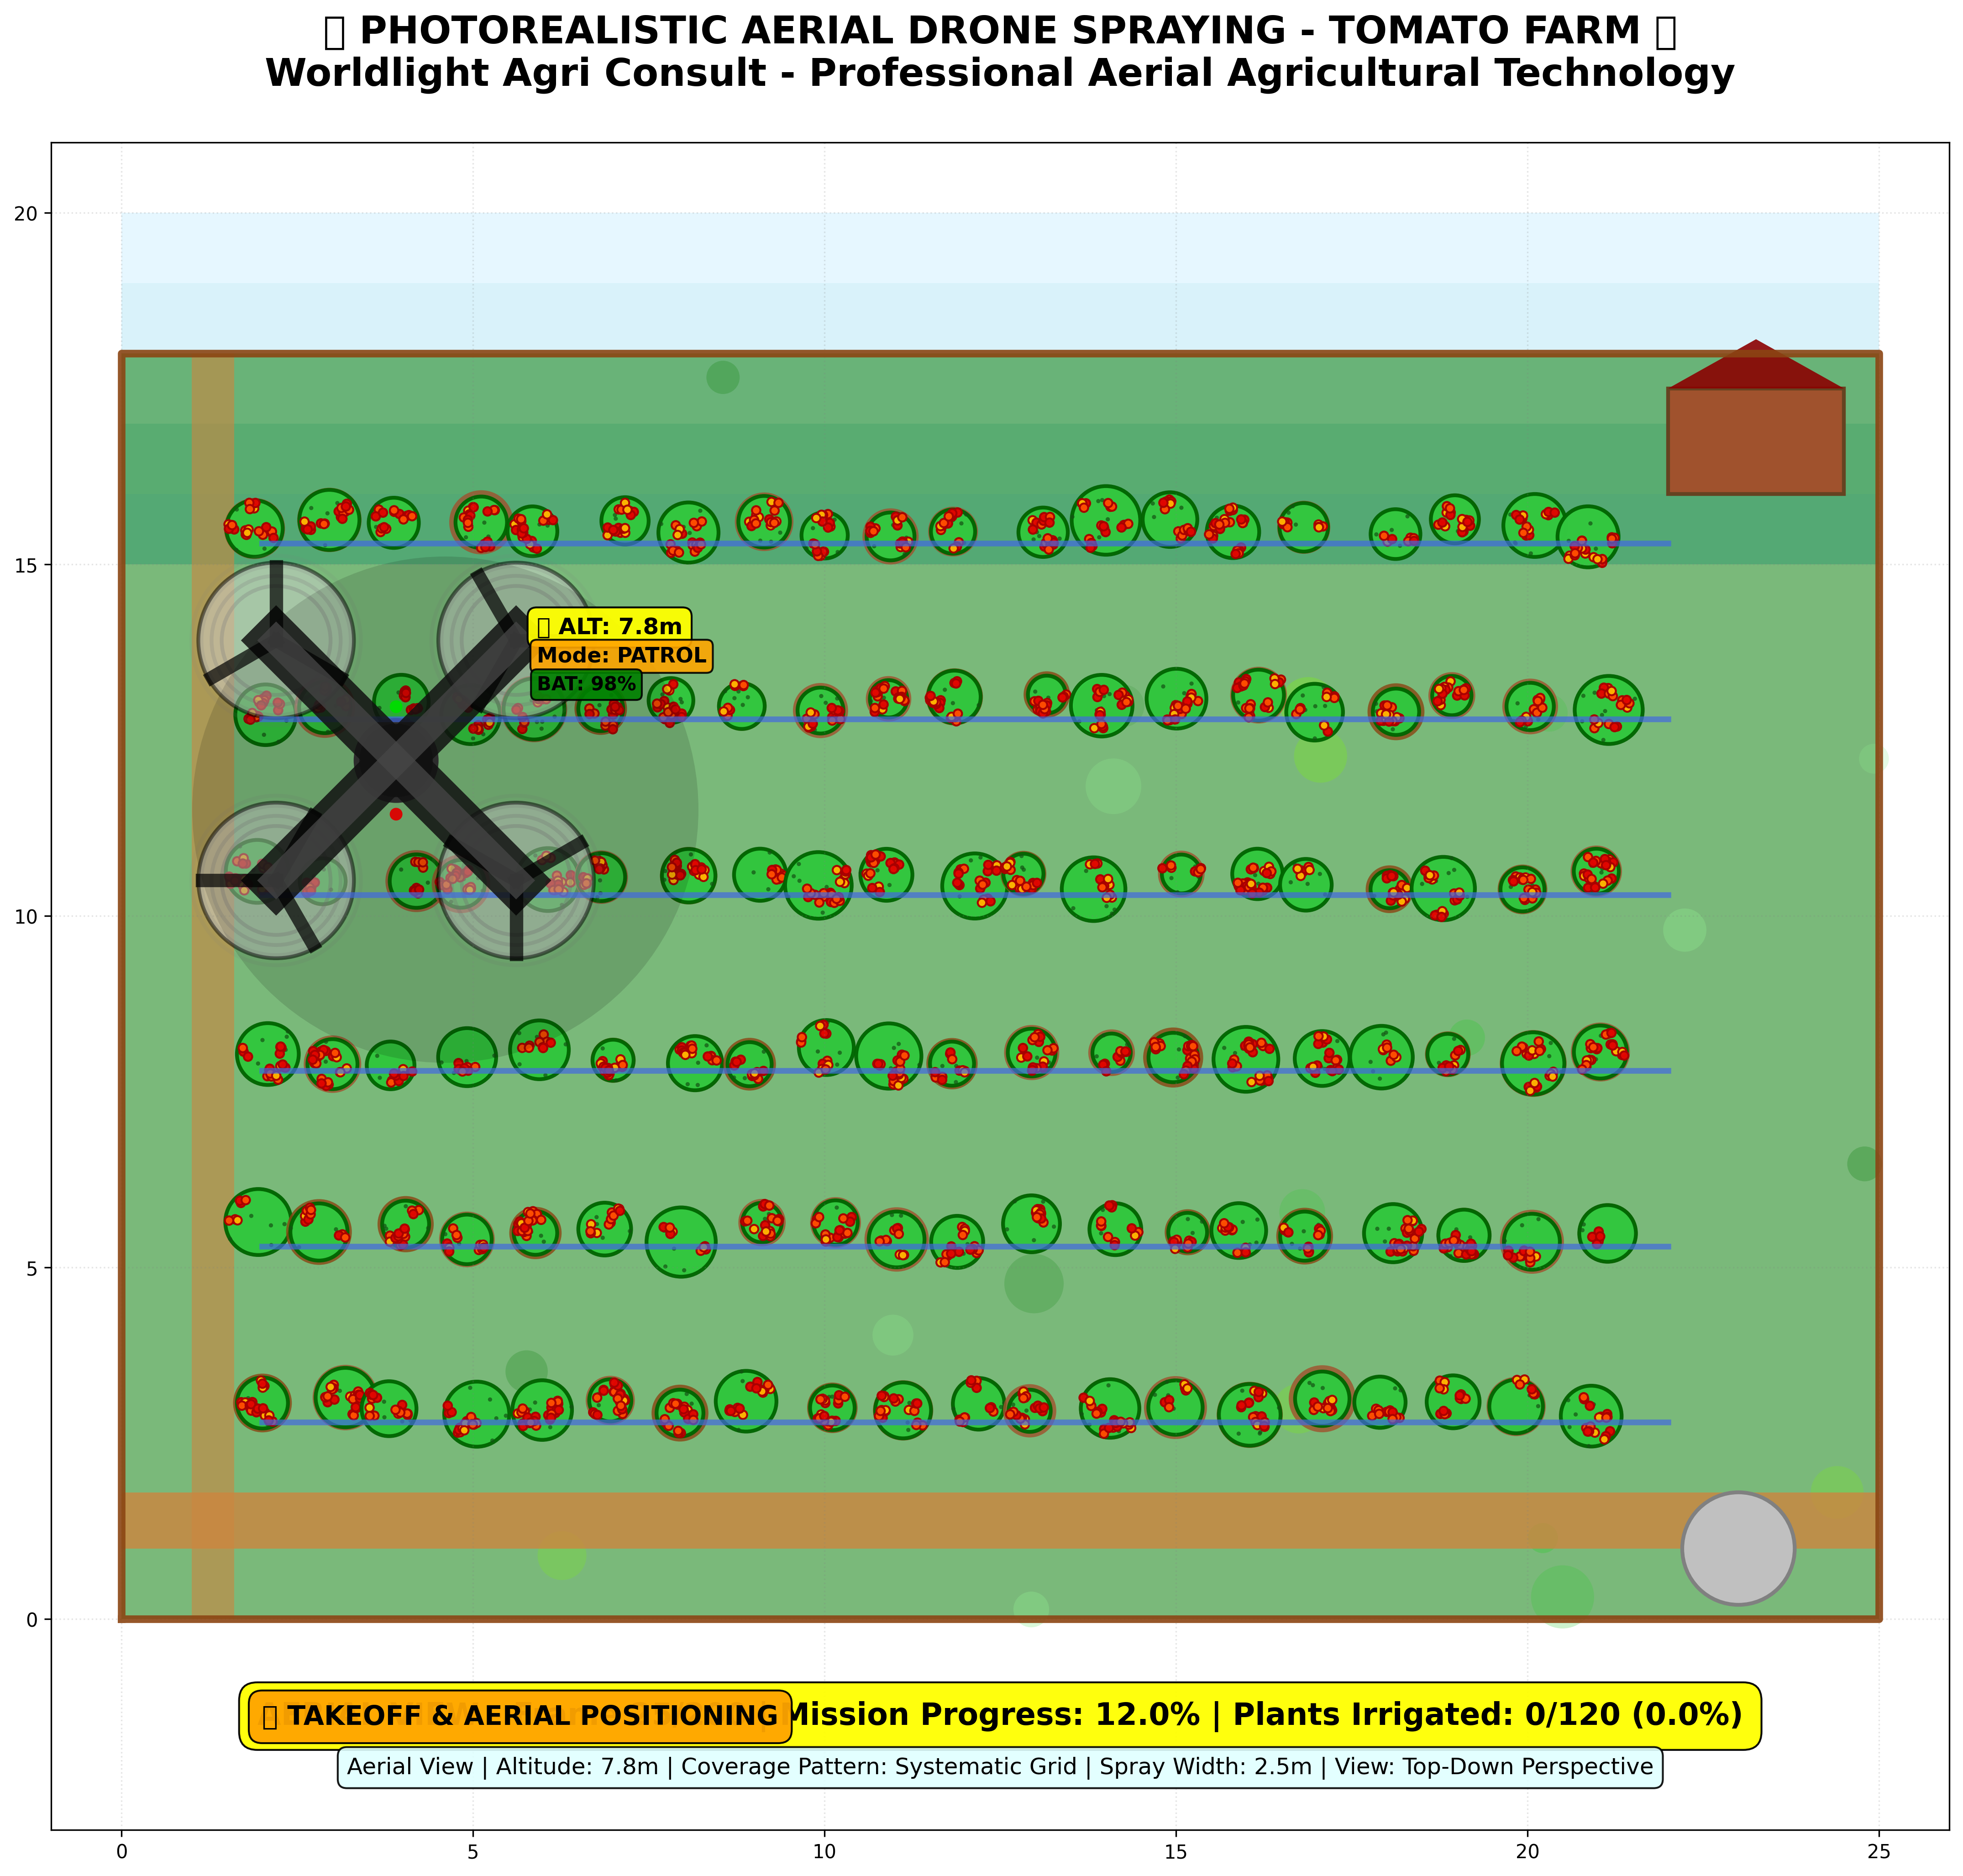 PHOTOREALISTIC AERIAL DRONE SPRAYING - TOMATO FARM
Worldlight Agri Consult - Professional Aerial Agricultural Technology
20
15
10
5
0
ALT: 7.8m
Mode: PATROL
BAT: 98%
TAKEOFF & AERIAL POSITIONING
Mission Progress: 12.0% | Plants Irrigated: 0/120 (0.0%)
Aerial View | Altitude: 7.8m | Coverage Pattern: Systematic Grid | Spray Width: 2.5m | View: Top-Down Perspective
0 5 10 15 20 25